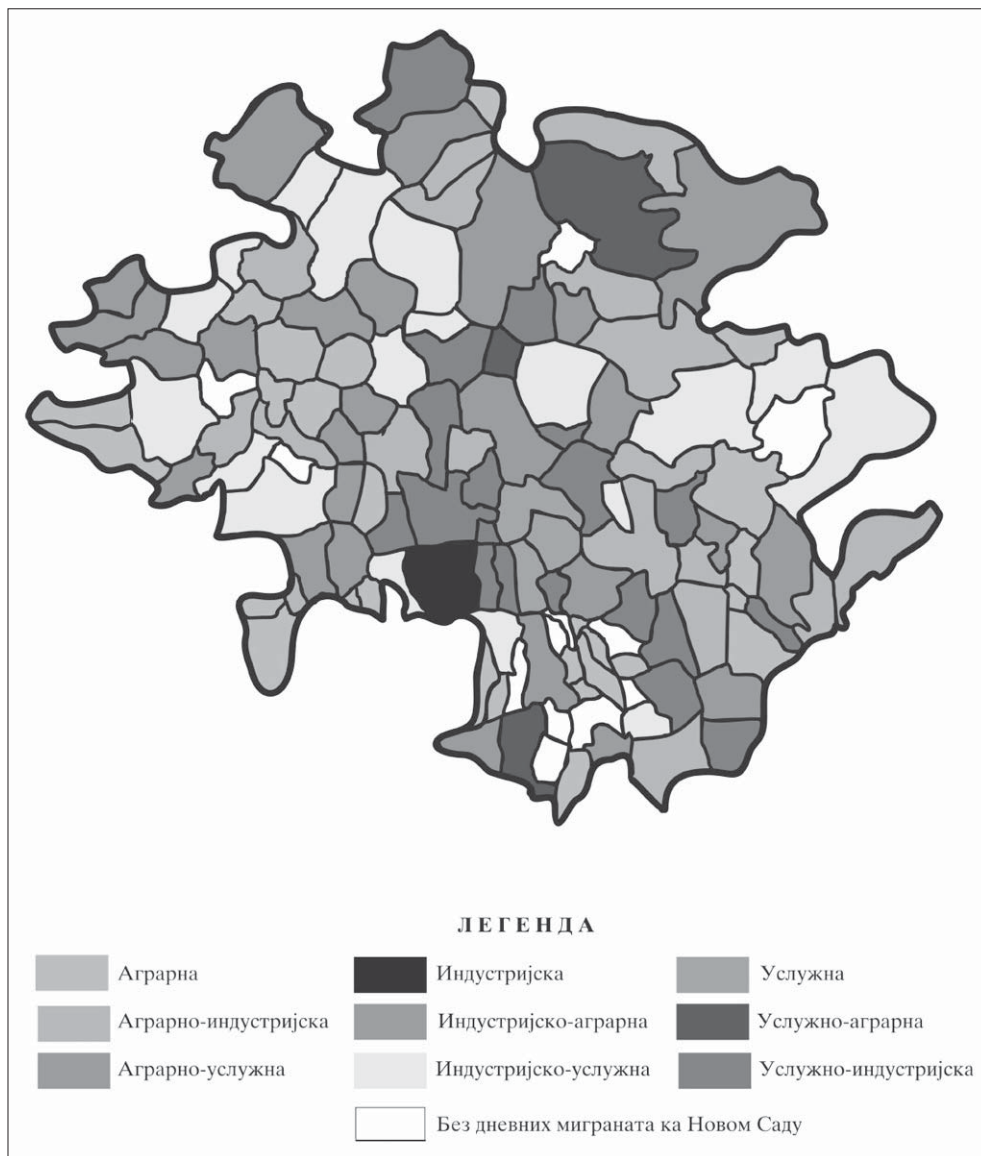 ЛЕГЕНДА
Аграрна
Индустријска
Услужна
Аграрно-индустријска
Индустријско-аграрна
Услужно-аграрна
Аграрно-услужна
Индустријско-услужна
Услужно-индустријска
Без дневних миграната ка Новом Саду